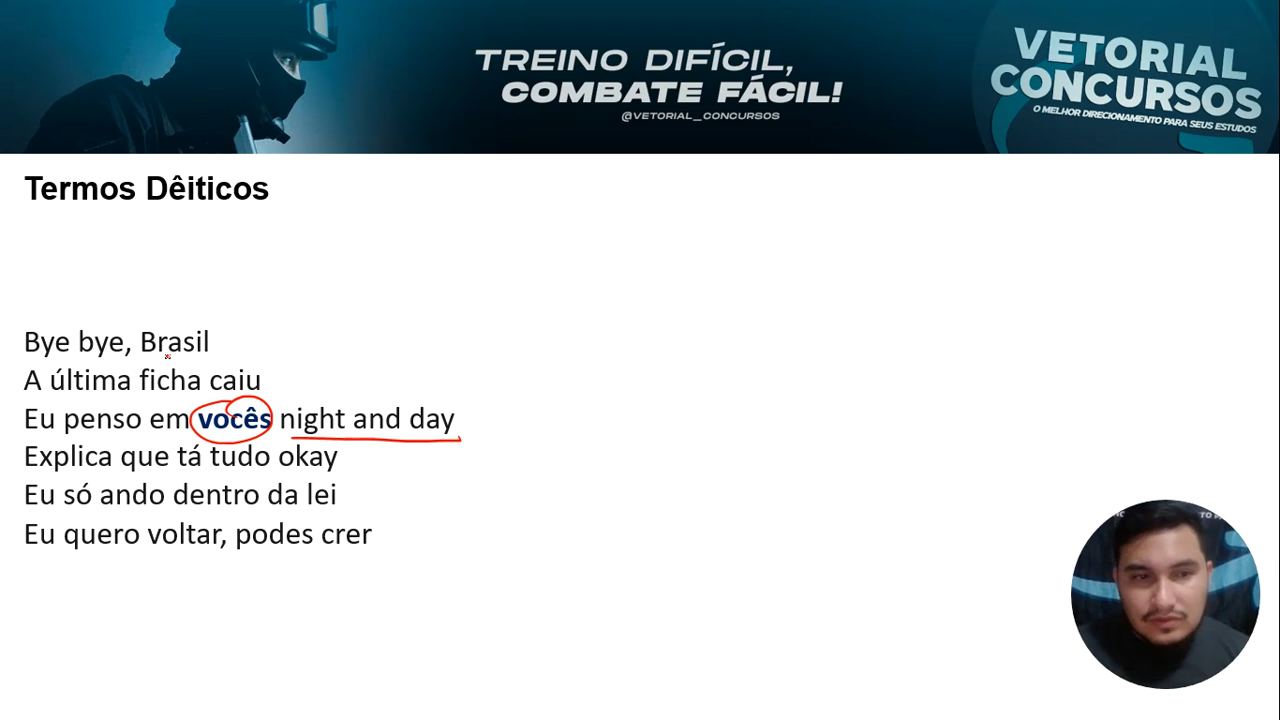 TREINO DIFÍCIL,
COMBATE FÁCIL!
@VETORIAL_CONCURSOS
VETORIAL
CONCURSOS
O MELHOR DIRECIONAMENTO PARA SEUS ESTUDOS
Termos Dêiticos
Bye bye, Brasil
A última ficha caiu
Eu penso em vocês night and day
Explica que tá tudo okay
Eu só ando dentro da lei
Eu quero voltar, podes crer